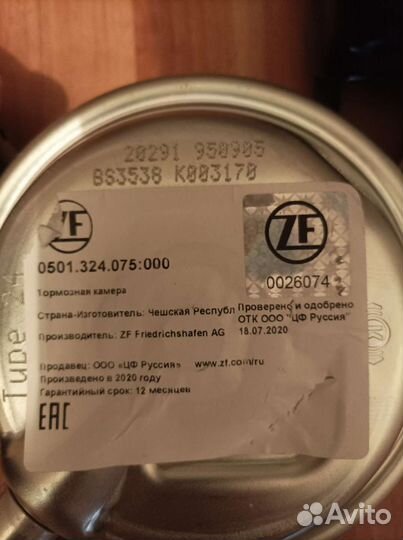 20291 950905
BS3538 K003170
ZF
ZF
0501.324.075:000
0026074
Тормозная камера
Страна-Изготовитель: Чешская Республ
Проверено и одобрено
ОТК ООО "ЦФ Руссия"
18.07.2020
Производитель: ZF Friedrichshafen AG
Продавец: ООО «ЦФ Руссия» www.zf.com/ru
Произведено в 2020 году
Гарантийный срок: 12 месяцев
EAC
Type 24
Avito